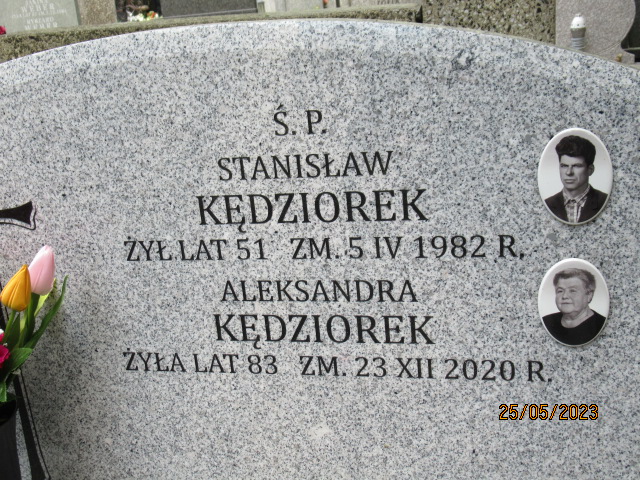 Ś. P.
STANISŁAW
KĘDZIOREK
ŻYŁ LAT 51 ZM. 5 IV 1982 R.
ALEKSANDRA
KĘDZIOREK
ŻYŁA LAT 83 ZM. 23 XII 2020 R.
25/05/2023